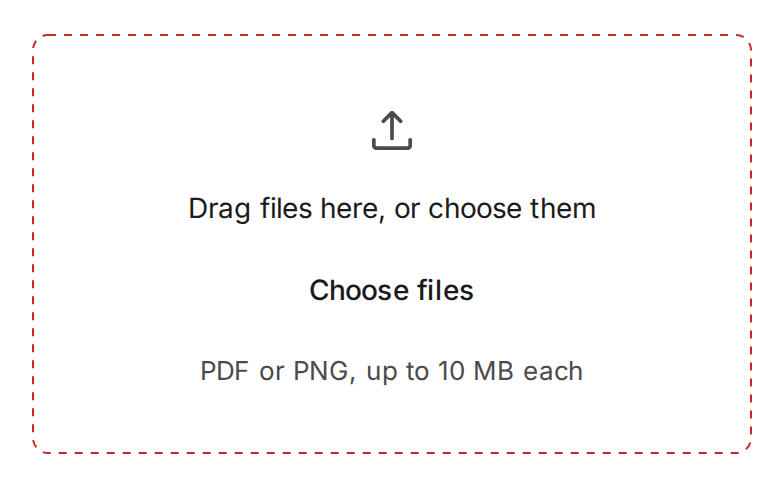 Drag files here, or choose them
Choose files
PDF or PNG, up to 10 MB each